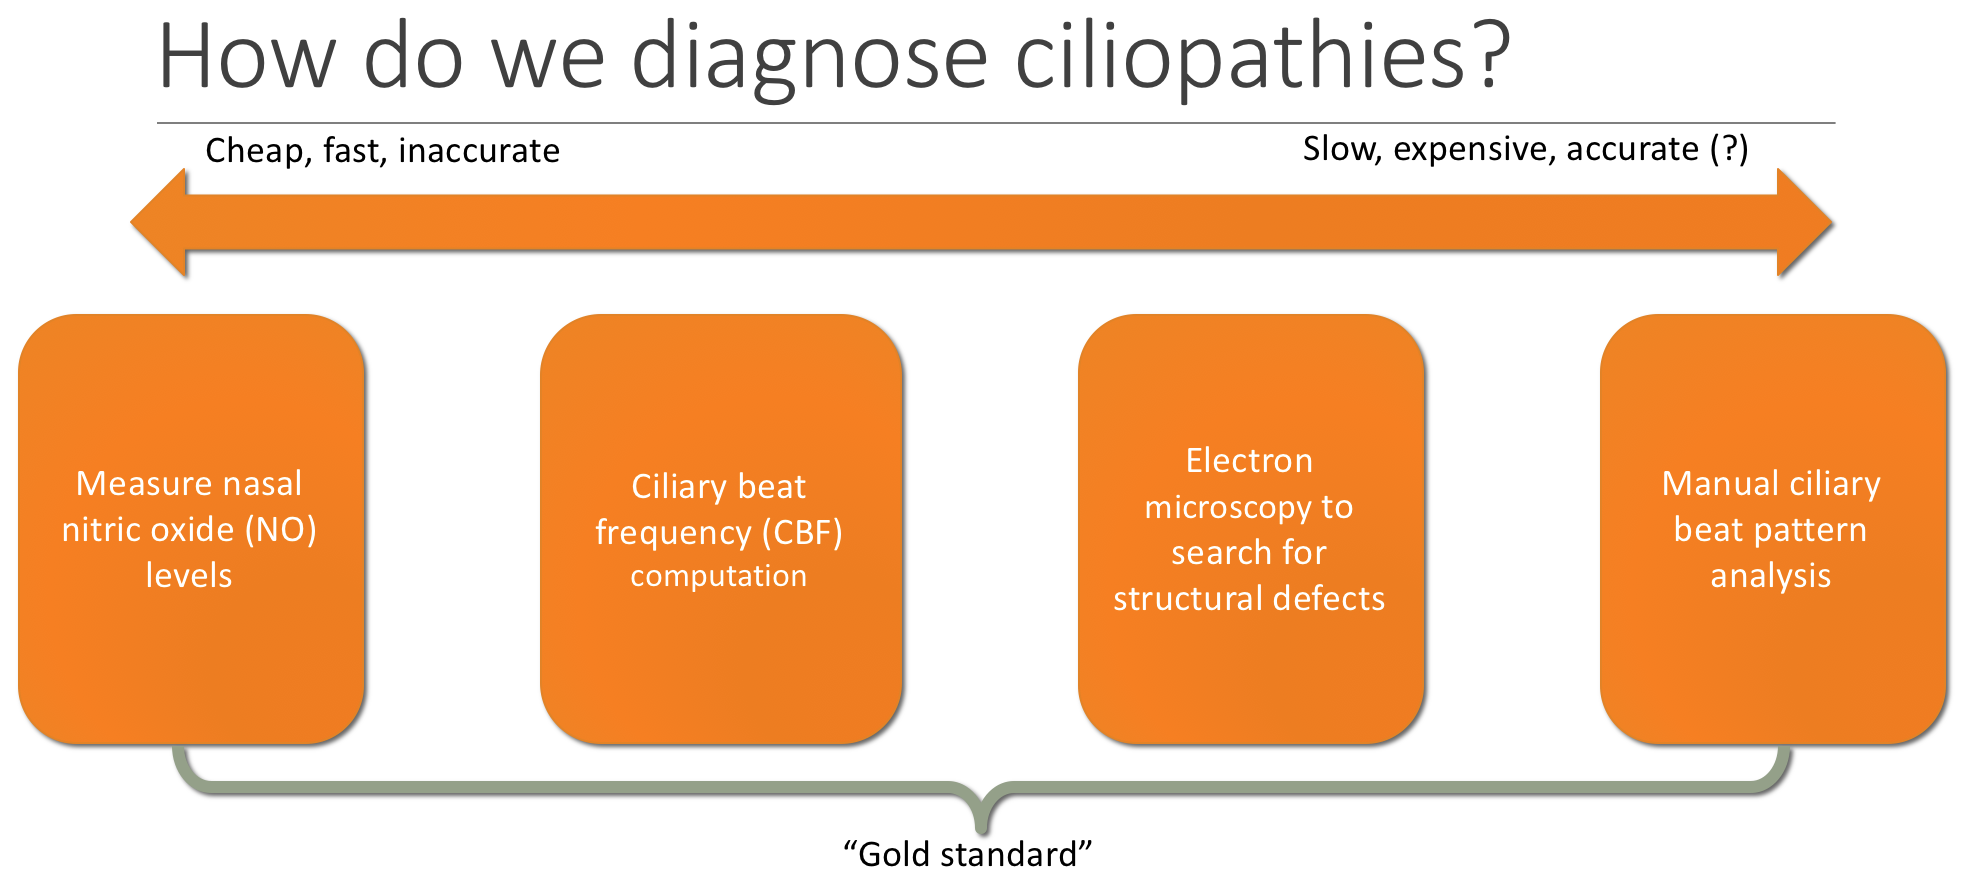 How do we diagnose ciliopathies?
Cheap, fast, inaccurate
Slow, expensive, accurate (?)
Measure nasal
nitric oxide (NO)
levels
Ciliary beat
frequency (CBF)
computation
Electron
microscopy to
search for
structural defects
Manual ciliary
beat pattern
analysis
“Gold standard”